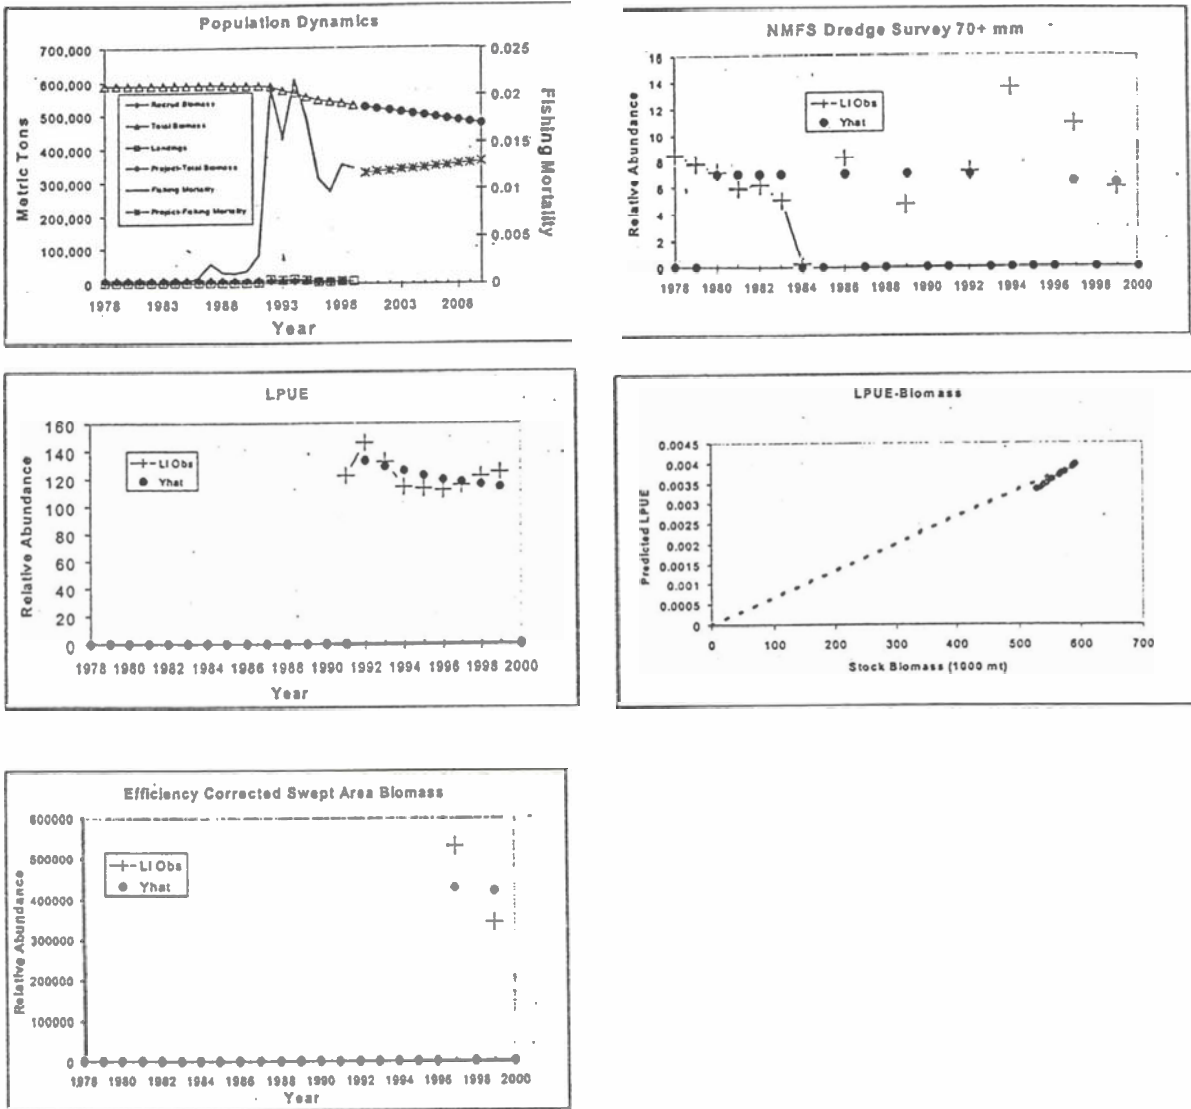 Population Dynamics
Metric Tons
700,000
600,000
500,000
400,000
300,000
200,000
100,000
0
0.025
0.02
0.015
0.01
0.005
0
Fishing Mortality
Recruit Biomass
Total Biomass
Landings
Project-Total Biomass
Fishing Mortality
Project-Fishing Mortality
1978 1983 1988 1993 1998 2003 2008
Year
NMFS Dredge Survey 70+ mm
Relative Abundance
16
14
12
10
8
6
4
2
0
LI Obs
Yhat
1978 1980 1982 1984 1986 1988 1990 1992 1994 1996 1998 2000
LPUE
Relative Abundance
160
140
120
100
80
60
40
20
0
LI Obs
Yhat
1978 1980 1982 1984 1986 1988 1990 1992 1994 1996 1998 2000
Year
LPUE-Biomass
Predicted LPUE
0.0045
0.004
0.0035
0.003
0.0025
0.002
0.0015
0.001
0.0005
0
0 100 200 300 400 500 600 700
Stock Biomass (1000 mt)
Efficiency Corrected Swept Area Biomass
Relative Abundance
600000
500000
400000
300000
200000
100000
0
LI Obs
Yhat
1978 1980 1982 1984 1986 1988 1990 1992 1994 1996 1998 2000
Year